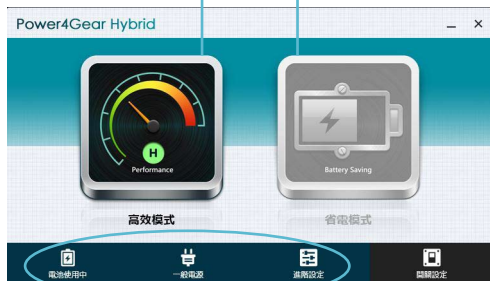 Power4Gear Hybrid
H
Performance
Battery Saving
高效模式
省電模式
電池使用中
一般電源
進階設定
開關設定